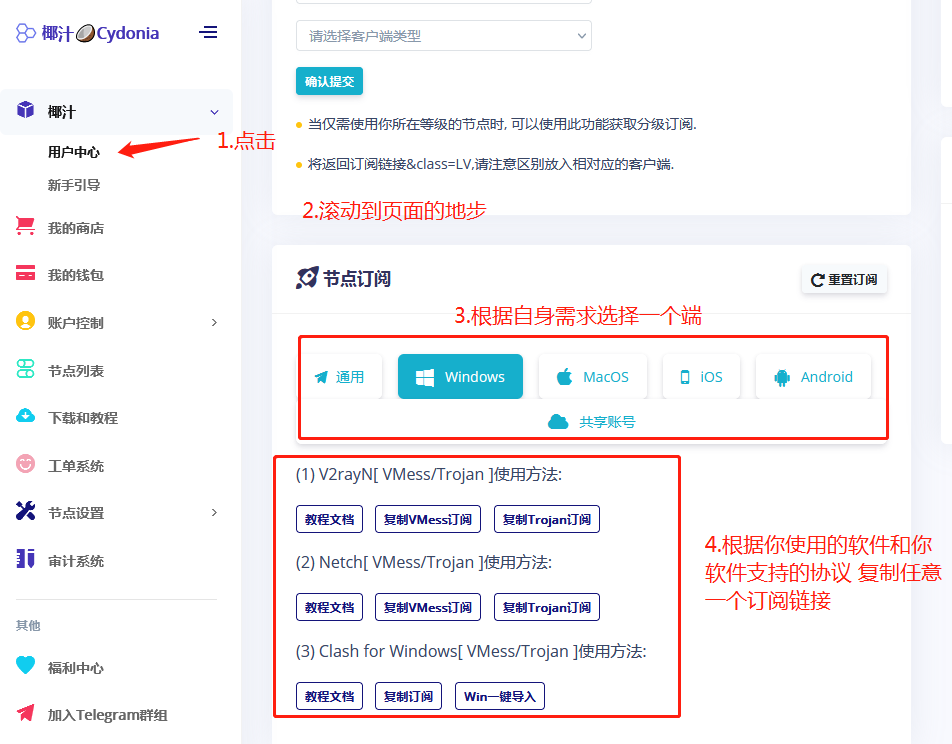 椰汁🥥Cydonia
请选择客户端类型
确认提交
椰汁
用户中心
1.点击
新手引导
当仅需使用你所在等级的节点时, 可以使用此功能获取分级订阅.
将返回订阅链接&class=LV,请注意区别放入相对应的客户端.
我的商店
2.滚动到页面的地步
我的钱包
节点订阅
重置订阅
账户控制
3.根据自身需求选择一个端
节点列表
通用
Windows
MacOS
iOS
Android
下载和教程
共享账号
工单系统
(1) V2rayN[ VMess/Trojan ]使用方法:
节点设置
教程文档
复制VMess订阅
复制Trojan订阅
审计系统
(2) Netch[ VMess/Trojan ]使用方法:
4.根据你使用的软件和你
软件支持的协议 复制任意
一个订阅链接
教程文档
复制VMess订阅
复制Trojan订阅
其他
(3) Clash for Windows[ VMess/Trojan ]使用方法:
福利中心
教程文档
复制订阅
Win一键导入
加入Telegram群组